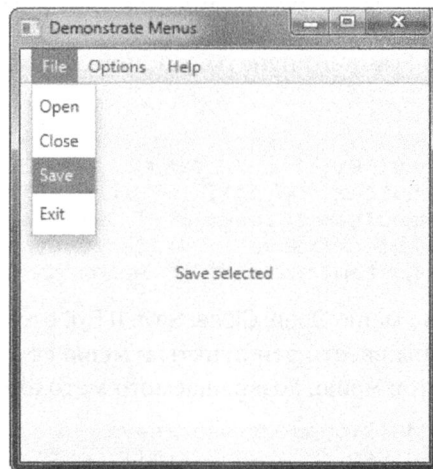 Demonstrate Menus
File Options Help
Open
Close
Save
Exit
Save selected